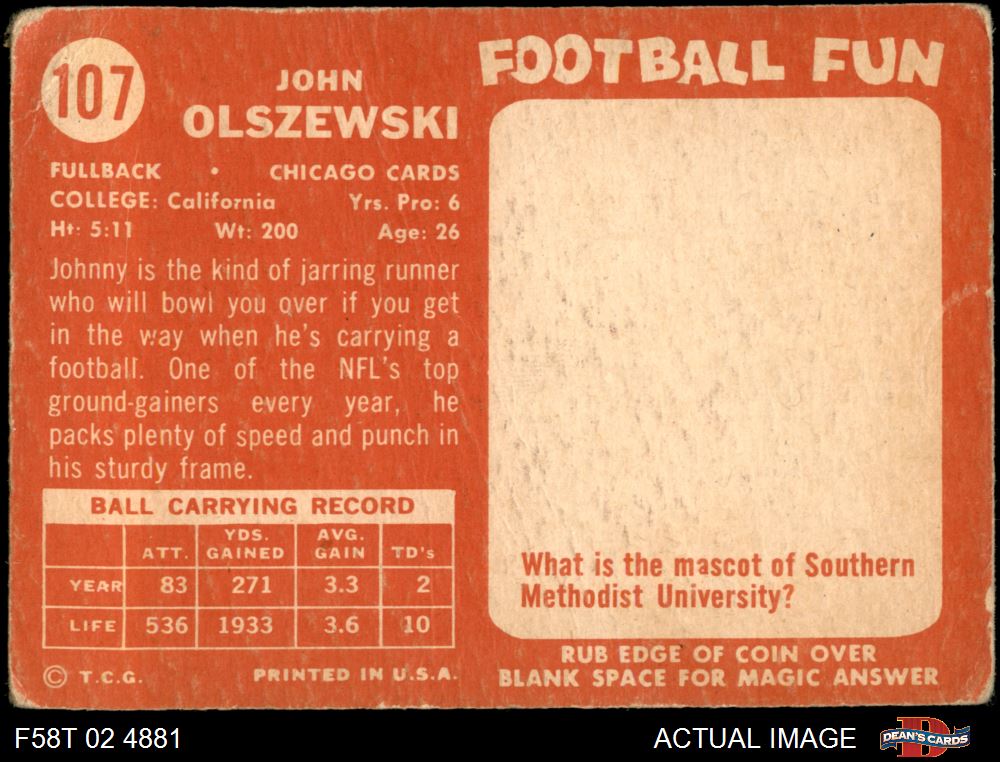 107
JOHN
OLSZEWSKI
FULLBACK • CHICAGO CARDS
COLLEGE: California Yrs. Pro: 6
Ht: 5:11 Wt: 200 Age: 26
Johnny is the kind of jarring runner
who will bowl you over if you get
in the way when he's carrying a
football. One of the NFL's top
ground-gainers every year, he
packs plenty of speed and punch in
his sturdy frame.
BALL CARRYING RECORD
ATT. YDS. GAINED AVG. GAIN TD's
YEAR 83 271 3.3 2
LIFE 536 1933 3.6 10
© T.C.G. PRINTED IN U.S.A.
FOOTBALL FUN
What is the mascot of Southern
Methodist University?
RUB EDGE OF COIN OVER
BLANK SPACE FOR MAGIC ANSWER
F58T 02 4881 ACTUAL IMAGE D DEAN'S CARDS